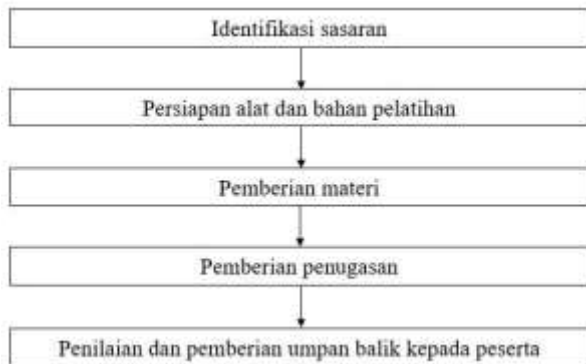 Identifikasi sasaran
Persiapan alat dan bahan pelatihan
Pemberian materi
Pemberian penugasan
Penilaian dan pemberian umpan balik kepada peserta